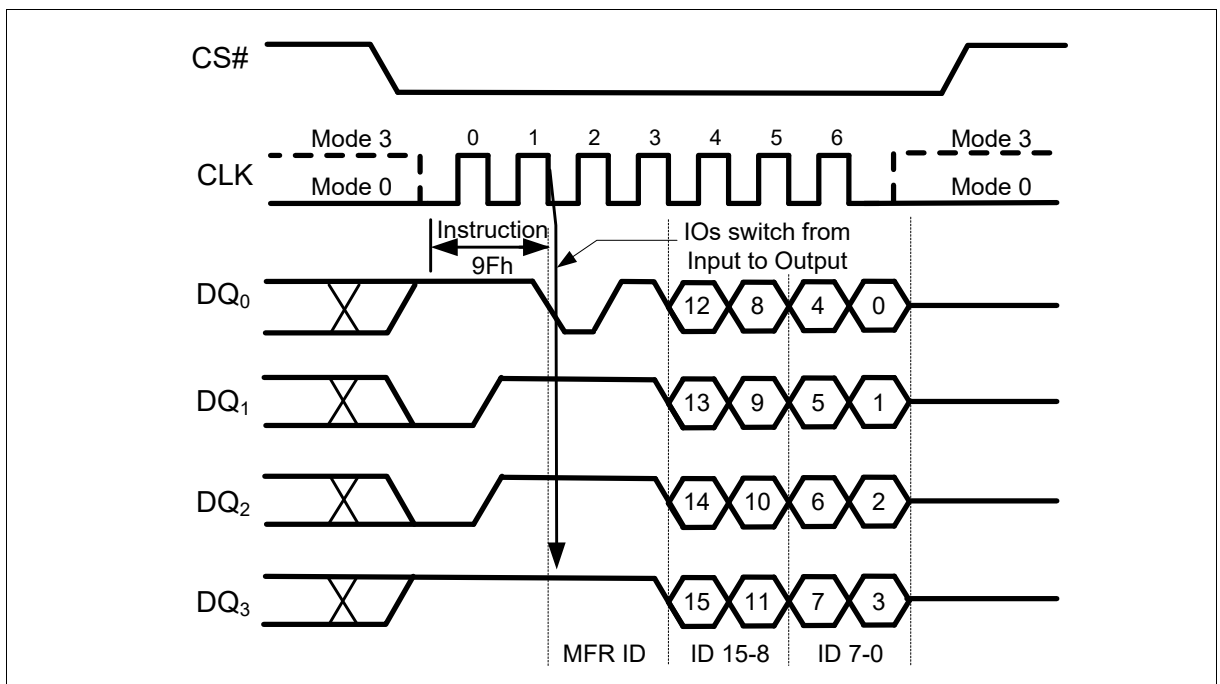 CS#
Mode 3 0 1 2 3 4 5 6 Mode 3
CLK
Mode 0 Mode 0
Instruction IOs switch from
9Fh Input to Output
DQ0 12 8 4 0
DQ1 13 9 5 1
DQ2 14 10 6 2
DQ3 15 11 7 3
MFR ID ID 15-8 ID 7-0